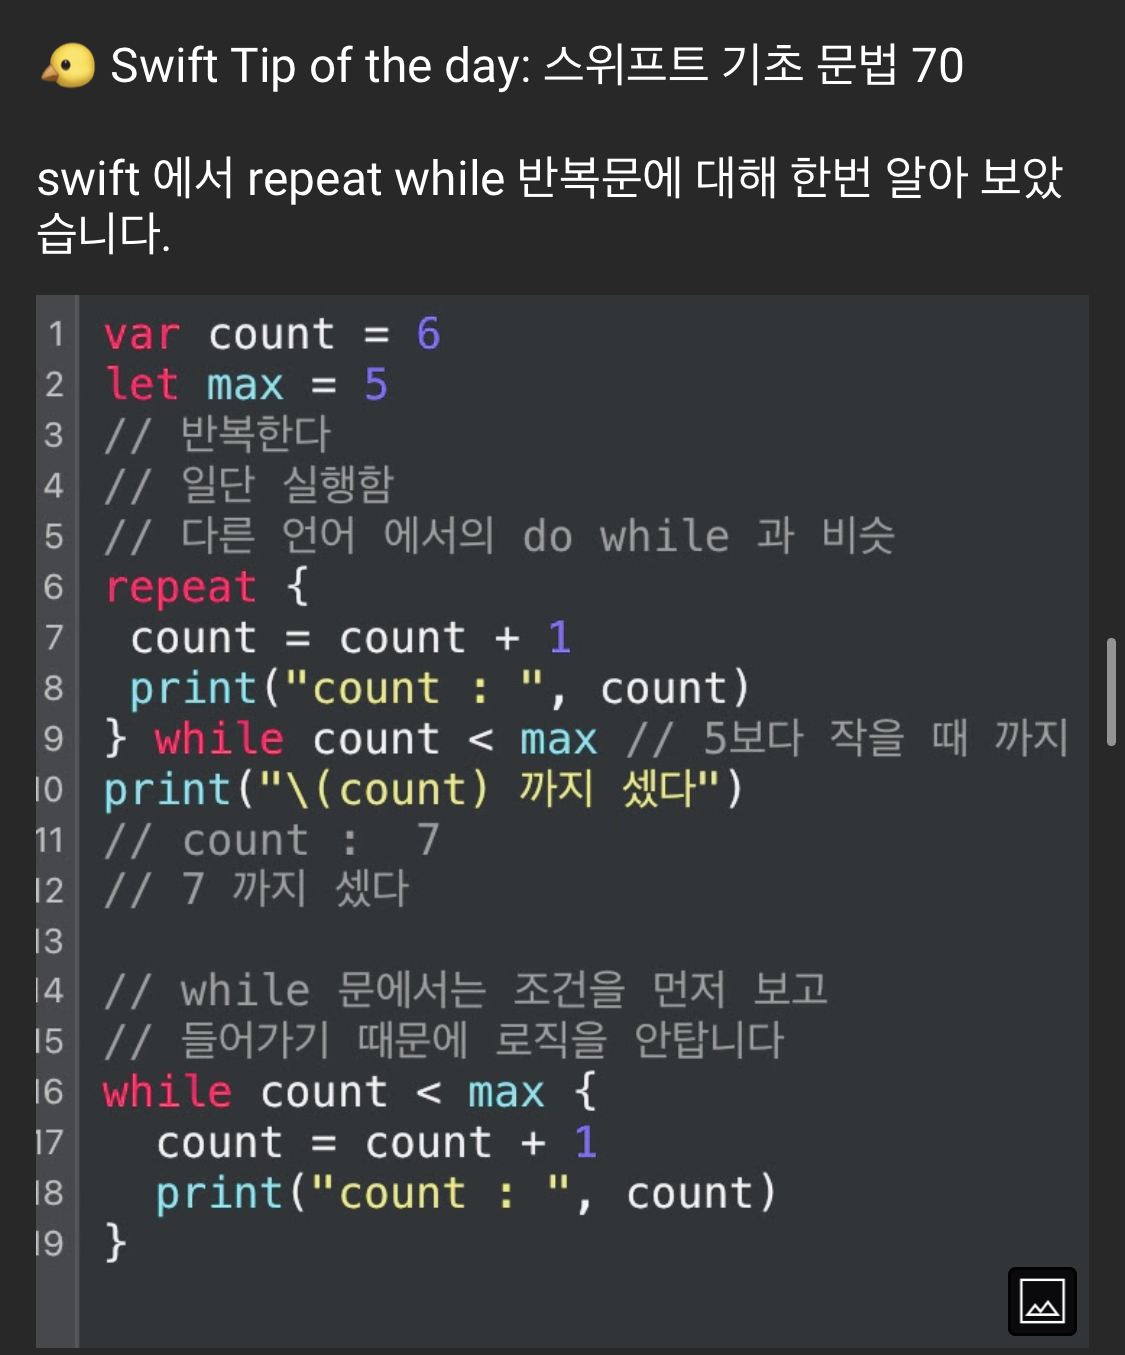 🐤 Swift Tip of the day: 스위프트 기초 문법 70
swift 에서 repeat while 반복문에 대해 한번 알아 보았
습니다.
1 var count = 6
2 let max = 5
3 // 반복한다
4 // 일단 실행함
5 // 다른 언어 에서의 do while 과 비슷
6 repeat {
7  count = count + 1
8  print("count : ", count)
9 } while count < max // 5보다 작을 때 까지
10 print("\(count) 까지 셌다")
11 // count :  7
12 // 7 까지 셌다
13
14 // while 문에서는 조건을 먼저 보고
15 // 들어가기 때문에 로직을 안탑니다
16 while count < max {
17   count = count + 1
18   print("count : ", count)
19 }